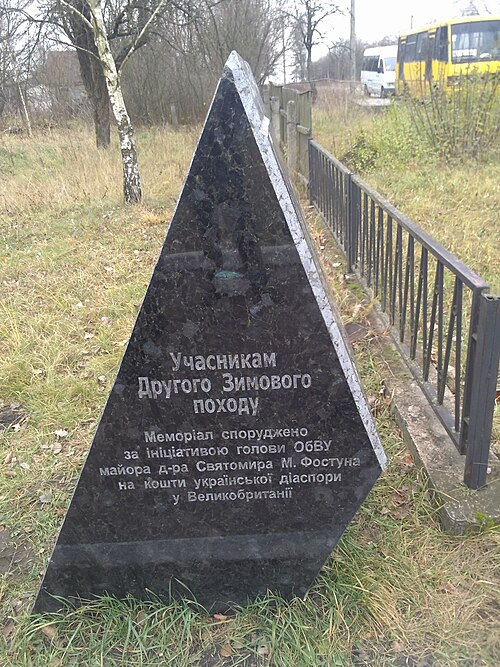 Учасникам
Другого Зимового
походу
Меморіал споруджено
за ініціативою голови ОбВУ
майора д-ра Святомира М. Фостуна
на кошти української діаспори
у Великобританії